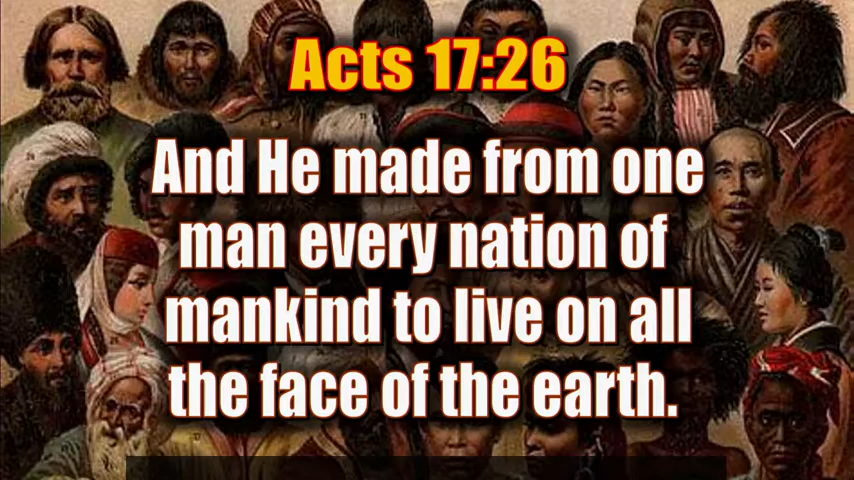 Acts 17:26
And He made from one
man every nation of
mankind to live on all
the face of the earth.